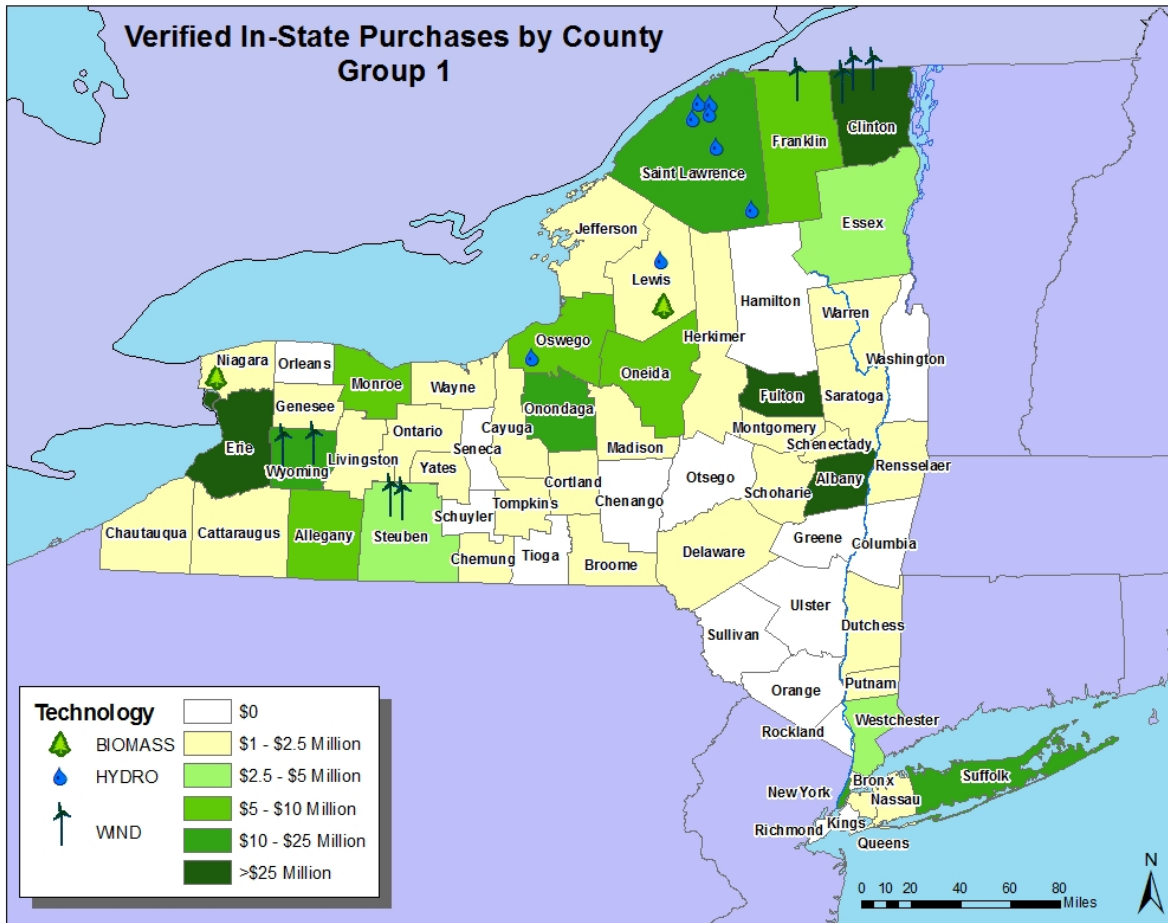 Verified In-State Purchases by County
Group 1
Clinton
Franklin
Saint Lawrence
Essex
Jefferson
Lewis
Hamilton
Warren
Herkimer
Oswego
Washington
Oneida
Niagara
Orleans
Monroe
Wayne
Fulton
Saratoga
Genesee
Onondaga
Cayuga
Montgomery
Ontario
Seneca
Madison
Schenectady
Erie
Wyoming
Livingston
Yates
Rensselaer
Albany
Otsego
Cortland
Schoharie
Tompkins
Chenango
Schuyler
Chautauqua
Cattaraugus
Allegany
Steuben
Greene
Columbia
Chemung
Tioga
Broome
Delaware
Ulster
Dutchess
Sullivan
Putnam
Orange
Westchester
Rockland
Bronx
Suffolk
New York
Nassau
Richmond
Kings
Queens
Technology
BIOMASS
HYDRO
WIND
$0
$1 - $2.5 Million
$2.5 - $5 Million
$5 - $10 Million
$10 - $25 Million
>$25 Million
N
0 10 20 40 60 80
Miles